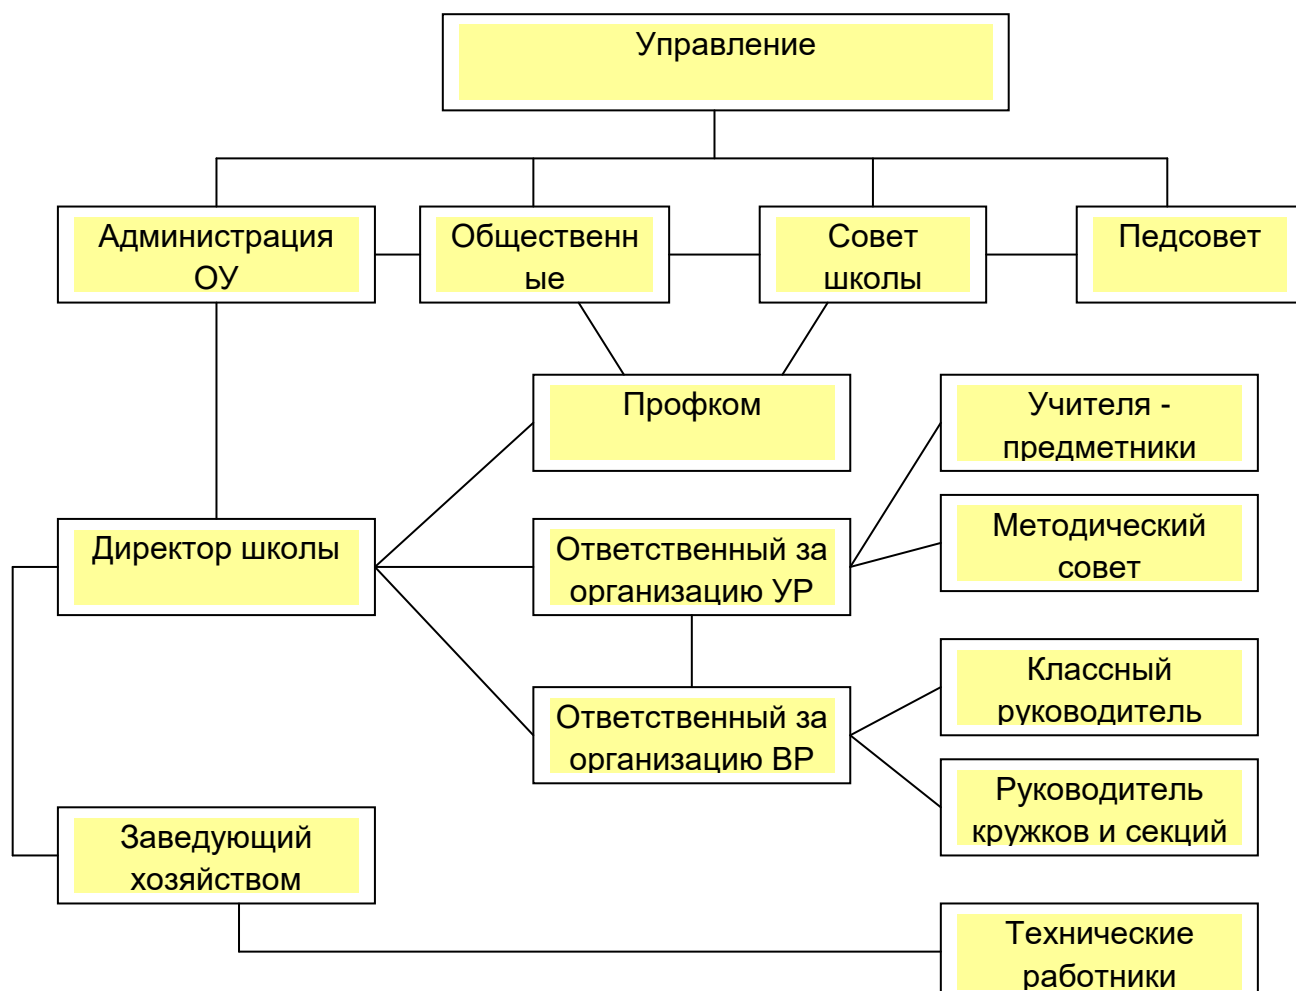 Управление
Администрация
ОУ
Общественн
ые
Совет
школы
Педсовет
Профком
Учителя -
предметники
Директор школы
Ответственный за
организацию УР
Методический
совет
Ответственный за
организацию ВР
Классный
руководитель
Руководитель
кружков и секций
Заведующий
хозяйством
Технические
работники